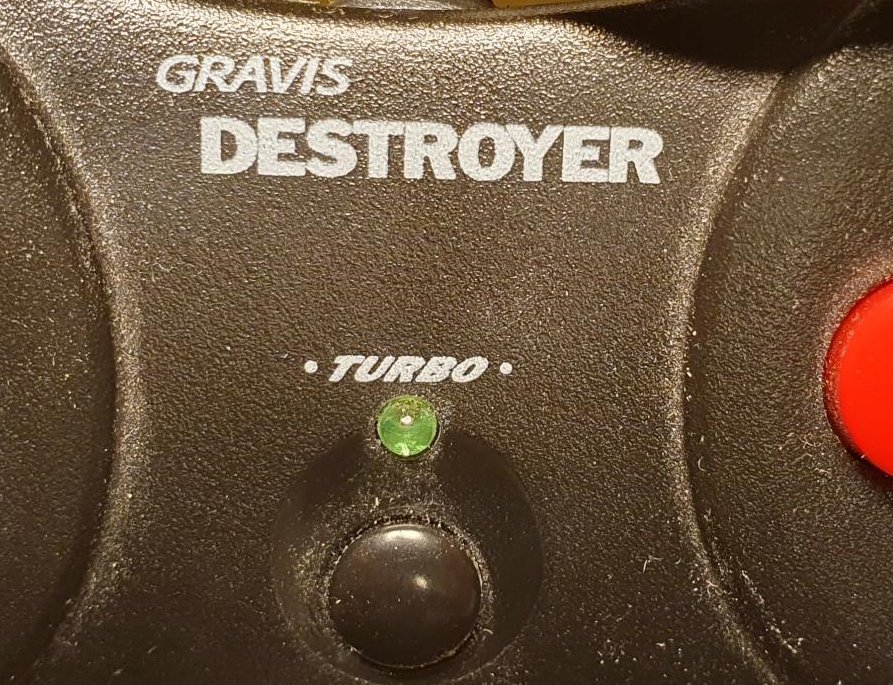 GRAVIS
DESTROYER
• TURBO •